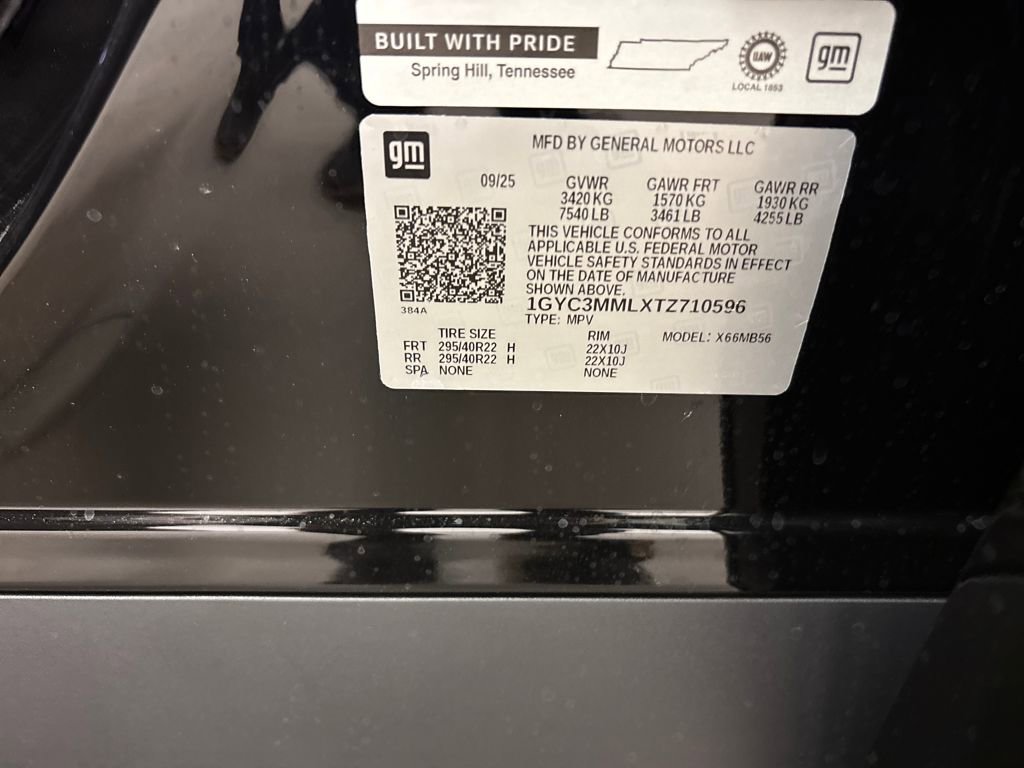 BUILT WITH PRIDE
Spring Hill, Tennessee
UAW
LOCAL 1853
gm
gm
MFD BY GENERAL MOTORS LLC
09/25 GVWR GAWR FRT GAWR RR
3420 KG 1570 KG 1930 KG
7540 LB 3461 LB 4255 LB
THIS VEHICLE CONFORMS TO ALL
APPLICABLE U.S. FEDERAL MOTOR
VEHICLE SAFETY STANDARDS IN EFFECT
ON THE DATE OF MANUFACTURE
SHOWN ABOVE.
384A
1GYC3MMLXTZ710596
TYPE: MPV
TIRE SIZE RIM MODEL: X66MB56
FRT 295/40R22 H 22X10J
RR 295/40R22 H 22X10J
SPA NONE NONE